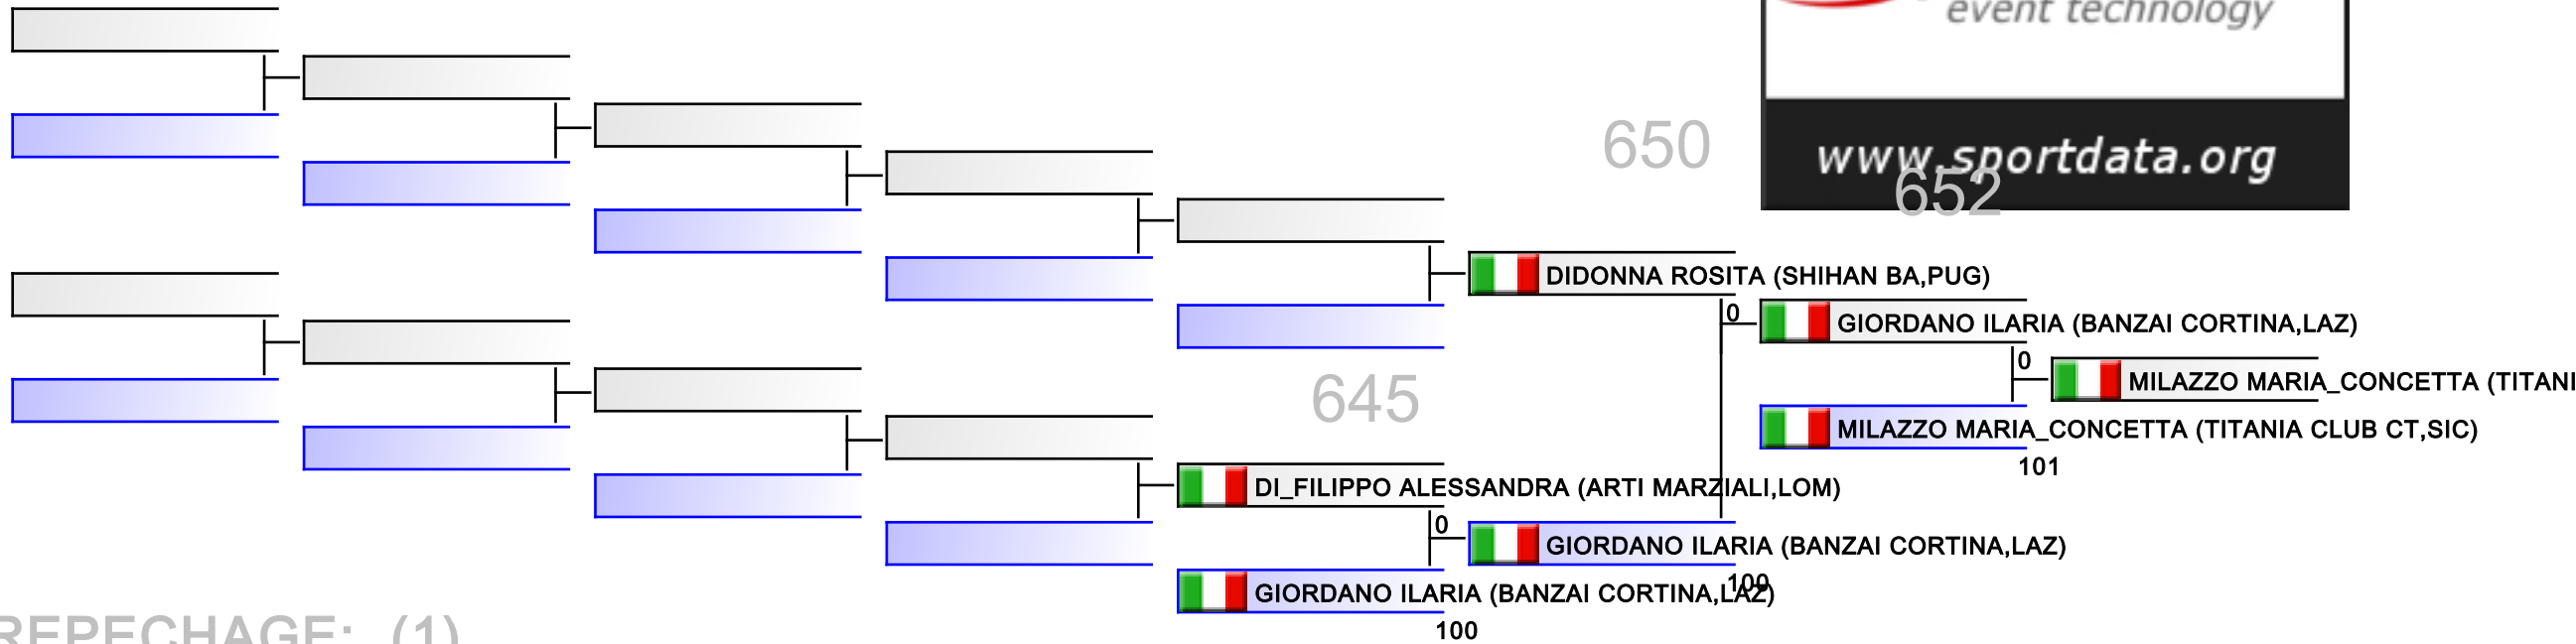 event technology
www.sportdata.org
650
652
DIDONNA ROSITA (SHIHAN BA,PUG)
0
GIORDANO ILARIA (BANZAI CORTINA,LAZ)
0
MILAZZO MARIA_CONCETTA (TITANI
645
MILAZZO MARIA_CONCETTA (TITANIA CLUB CT,SIC)
101
DI_FILIPPO ALESSANDRA (ARTI MARZIALI,LOM)
0
GIORDANO ILARIA (BANZAI CORTINA,LAZ)
100
GIORDANO ILARIA (BANZAI CORTINA,LAZ)
100
REPECHAGE: (1)